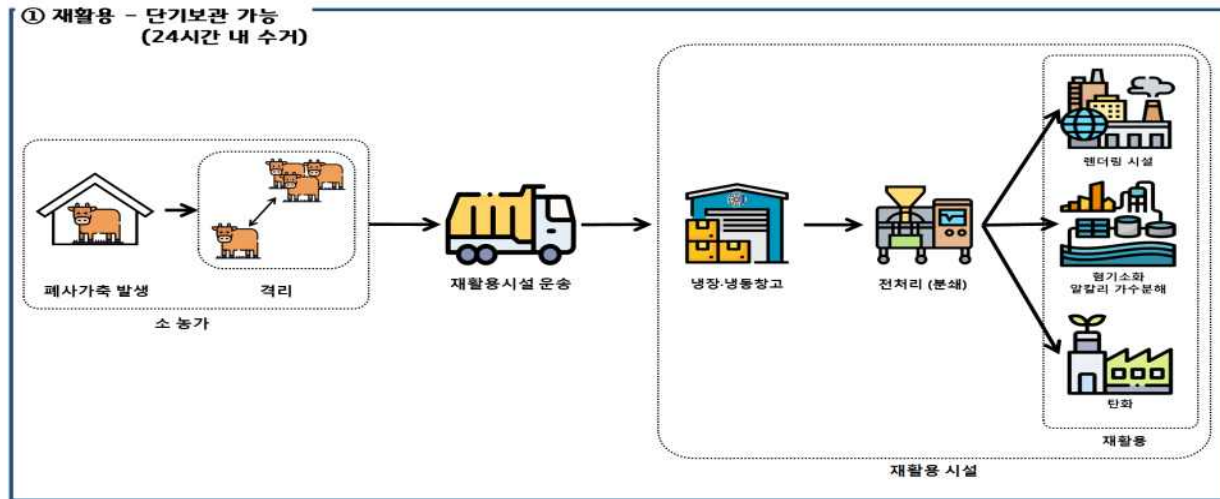 ① 재활용 - 단기보관 가능
(24시간 내 수거)
폐사가축 발생
격리
소 농가
재활용시설 운송
냉장·냉동창고
전처리 (분쇄)
렌더링 시설
혐기소화
알칼리 가수분해
탄화
재활용
재활용 시설